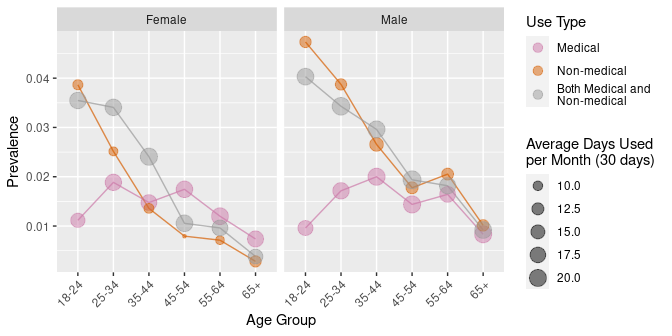 Female
Male
Prevalence
0.04
0.03
0.02
0.01
18-24
25-34
35-44
45-54
55-64
65+
18-24
25-34
35-44
45-54
55-64
65+
Age Group
Use Type
Medical
Non-medical
Both Medical and
Non-medical
Average Days Used
per Month (30 days)
10.0
12.5
15.0
17.5
20.0